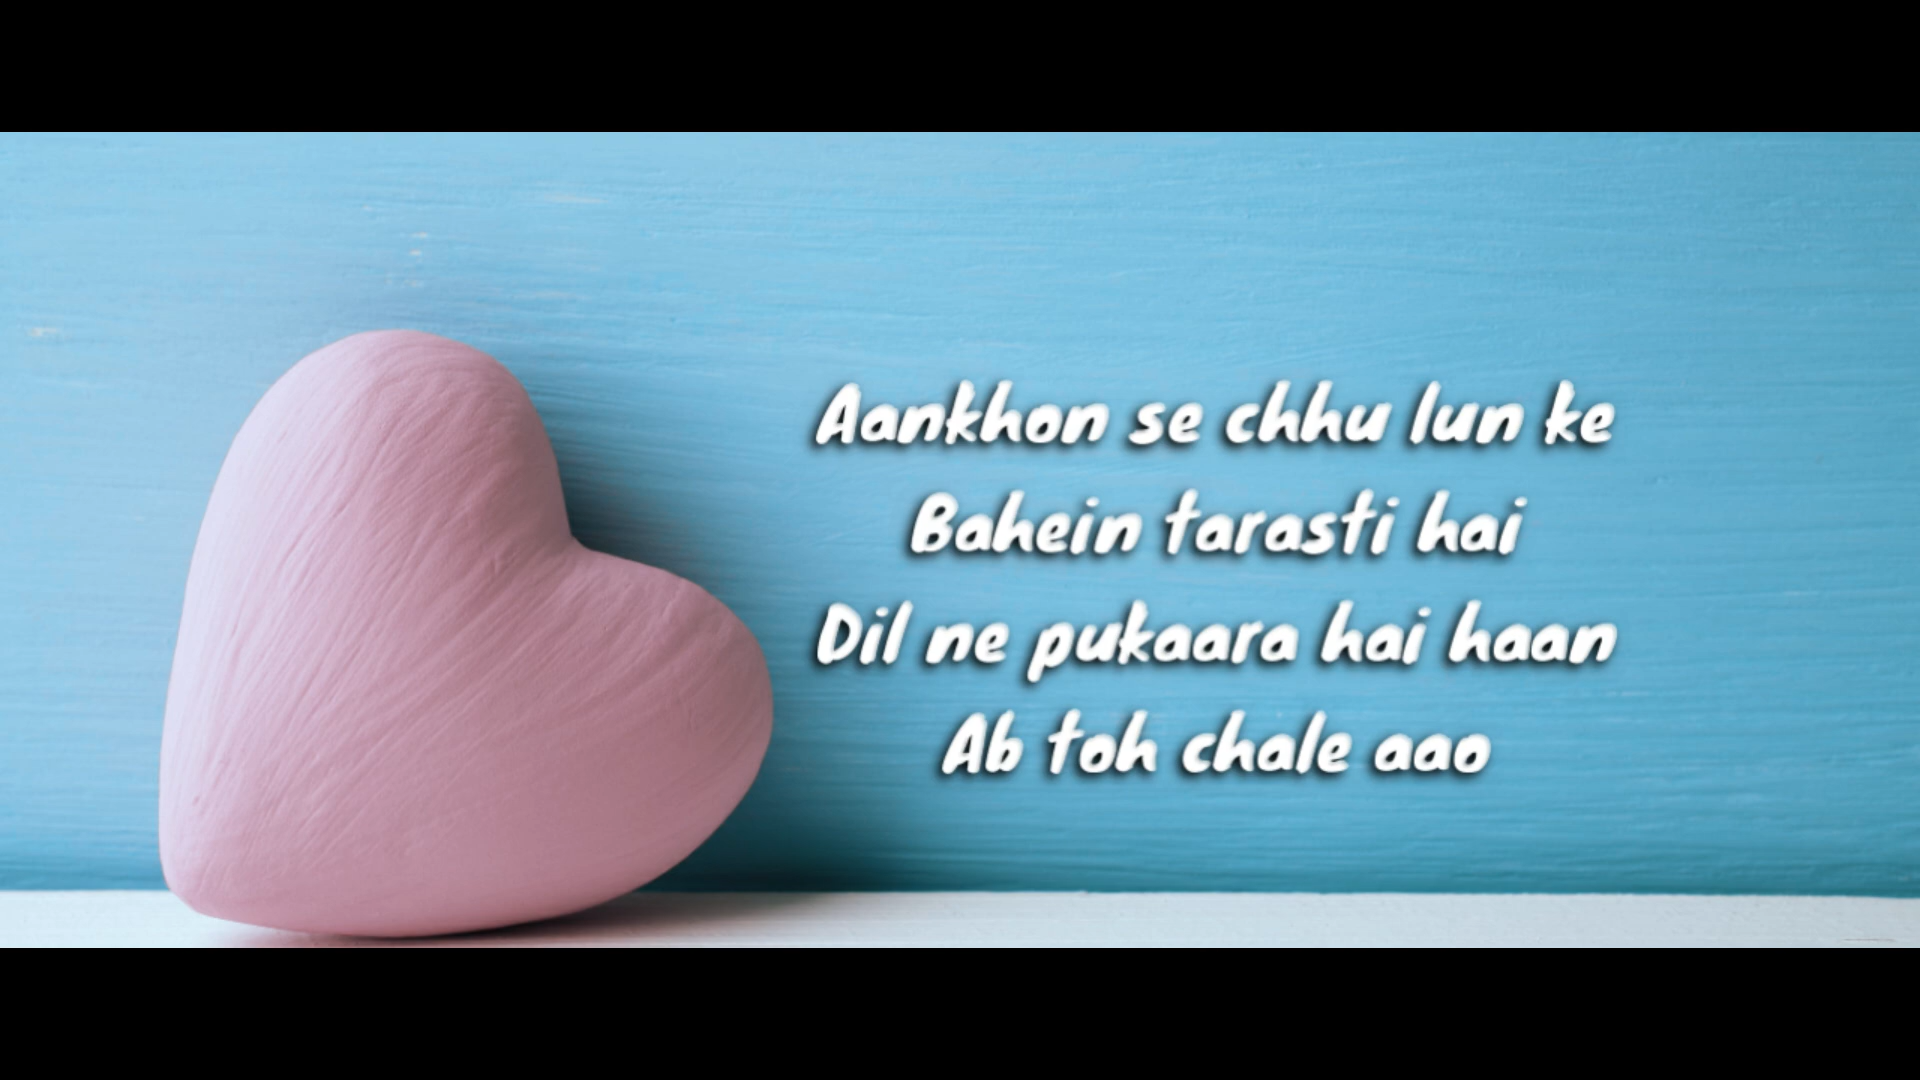 Aankhon se chhu lun ke
Bahein tarasti hai
Dil ne pukaara hai haan
Ab toh chale aao